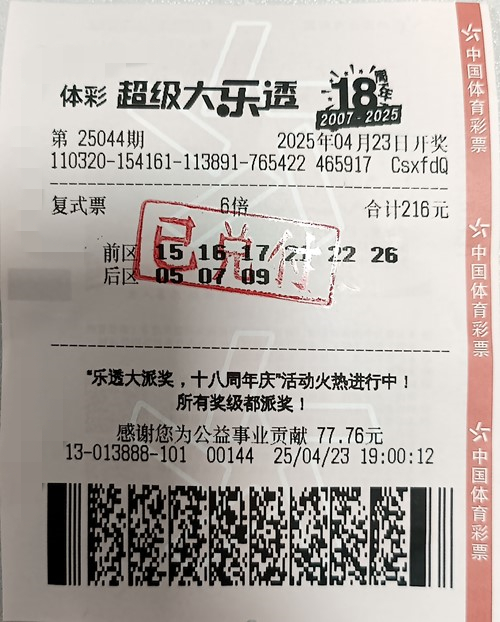 体彩 超级大乐透 18周年
2007-2025
第 25044期 2025年04月23日开奖
110320-154161-113891-765422 465917 CsxfdQ
复式票 6倍 合计216元
前区 15 16 17 21 22 26
后区 05 07 09
已兑付
"乐透大派奖，十八周年庆"活动火热进行中！
所有奖级都派奖！
感谢您为公益事业贡献 77.76元
13-013888-101 00144 25/04/23 19:00:12
中国体育彩票
中国体育彩票
中国体育彩票